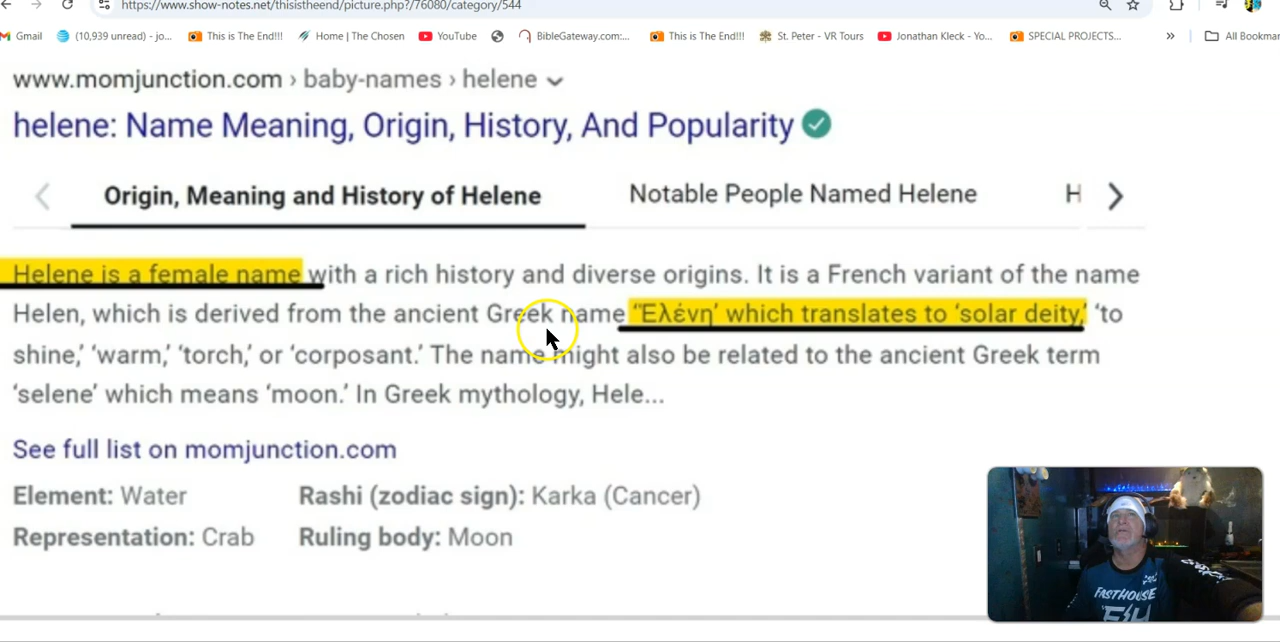 https://www.show-notes.net/thisistheend/picture.php?/76080/category/544
Gmail (10,939 unread) - jo... This is The End!!! Home | The Chosen YouTube BibleGateway.com:... This is The End!!! St. Peter - VR Tours Jonathan Kleck - Yo... SPECIAL PROJECTS... » All Bookmar
www.momjunction.com › baby-names › helene
helene: Name Meaning, Origin, History, And Popularity
Origin, Meaning and History of Helene Notable People Named Helene H
Helene is a female name with a rich history and diverse origins. It is a French variant of the name
Helen, which is derived from the ancient Greek name ‘Ἑλένη’ which translates to ‘solar deity,’ ‘to
shine,’ ‘warm,’ ‘torch,’ or ‘corposant.’ The name might also be related to the ancient Greek term
‘selene’ which means ‘moon.’ In Greek mythology, Hele...
See full list on momjunction.com
Element: Water Rashi (zodiac sign): Karka (Cancer)
Representation: Crab Ruling body: Moon
FASTHOUSE